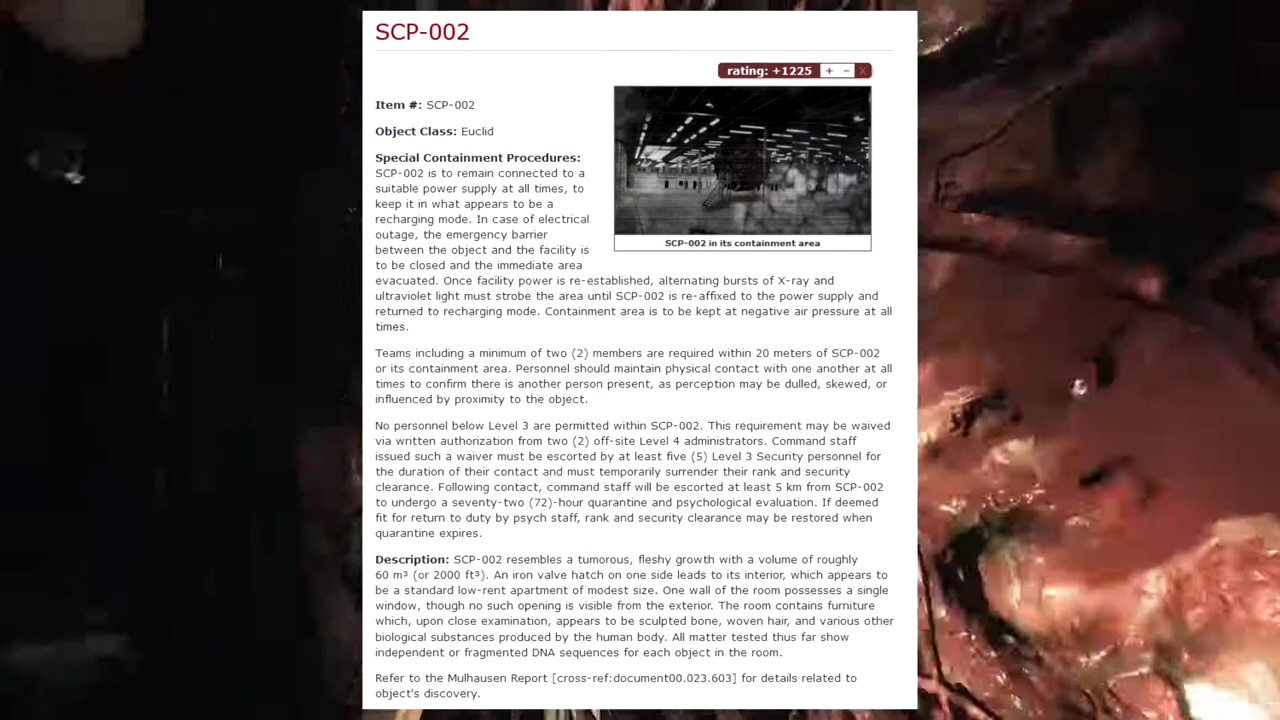 SCP-002
rating: +1225 + − X
Item #: SCP-002
Object Class: Euclid
Special Containment Procedures:
SCP-002 is to remain connected to a
suitable power supply at all times, to
keep it in what appears to be a
recharging mode. In case of electrical
outage, the emergency barrier
between the object and the facility is
to be closed and the immediate area
evacuated. Once facility power is re-established, alternating bursts of X-ray and
ultraviolet light must strobe the area until SCP-002 is re-affixed to the power supply and
returned to recharging mode. Containment area is to be kept at negative air pressure at all
times.
SCP-002 in its containment area
Teams including a minimum of two (2) members are required within 20 meters of SCP-002
or its containment area. Personnel should maintain physical contact with one another at all
times to confirm there is another person present, as perception may be dulled, skewed, or
influenced by proximity to the object.
No personnel below Level 3 are permitted within SCP-002. This requirement may be waived
via written authorization from two (2) off-site Level 4 administrators. Command staff
issued such a waiver must be escorted by at least five (5) Level 3 Security personnel for
the duration of their contact and must temporarily surrender their rank and security
clearance. Following contact, command staff will be escorted at least 5 km from SCP-002
to undergo a seventy-two (72)-hour quarantine and psychological evaluation. If deemed
fit for return to duty by psych staff, rank and security clearance may be restored when
quarantine expires.
Description: SCP-002 resembles a tumorous, fleshy growth with a volume of roughly
60 m³ (or 2000 ft³). An iron valve hatch on one side leads to its interior, which appears to
be a standard low-rent apartment of modest size. One wall of the room possesses a single
window, though no such opening is visible from the exterior. The room contains furniture
which, upon close examination, appears to be sculpted bone, woven hair, and various other
biological substances produced by the human body. All matter tested thus far show
independent or fragmented DNA sequences for each object in the room.
Refer to the Mulhausen Report [cross-ref:document00.023.603] for details related to
object's discovery.